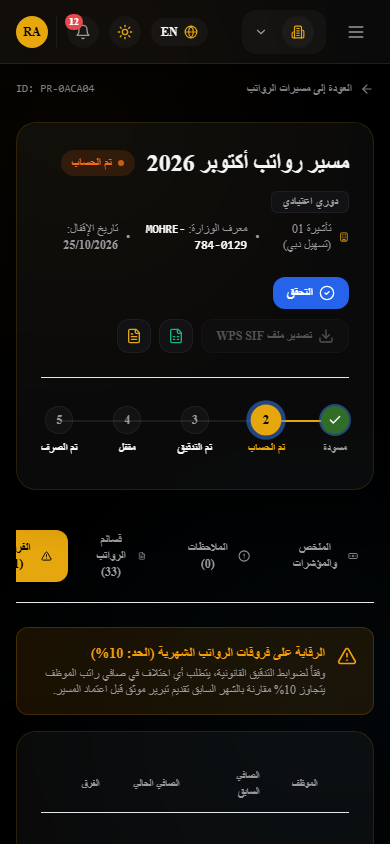 RA
12
EN
العودة إلى مسيرات الرواتب
ID: PR-0ACA04
مسير رواتب أكتوبر 2026
تم الحساب
دوري اعتيادي
تأشيرة 01
(تسهيل دبي)
• معرف الوزارة: MOHRE-
784-0129
• تاريخ الإقفال:
25/10/2026
التحقق
تصدير ملف WPS SIF
2
3
4
5
مسودة
تم الحساب
تم التدقيق
مقفل
تم الصرف
الملخص
والمؤشرات
الملاحظات
(0)
قسائم
الرواتب
(33)
الرقابة على فروقات الرواتب الشهرية (الحد: 10%)
وفقاً لضوابط التدقيق القانونية، يتطلب أي اختلاف في صافي راتب الموظف
يتجاوز 10% مقارنة بالشهر السابق تقديم تبرير موثق قبل اعتماد المسير.
الموظف
الصافي
السابق
الصافي الحالي
الفرق